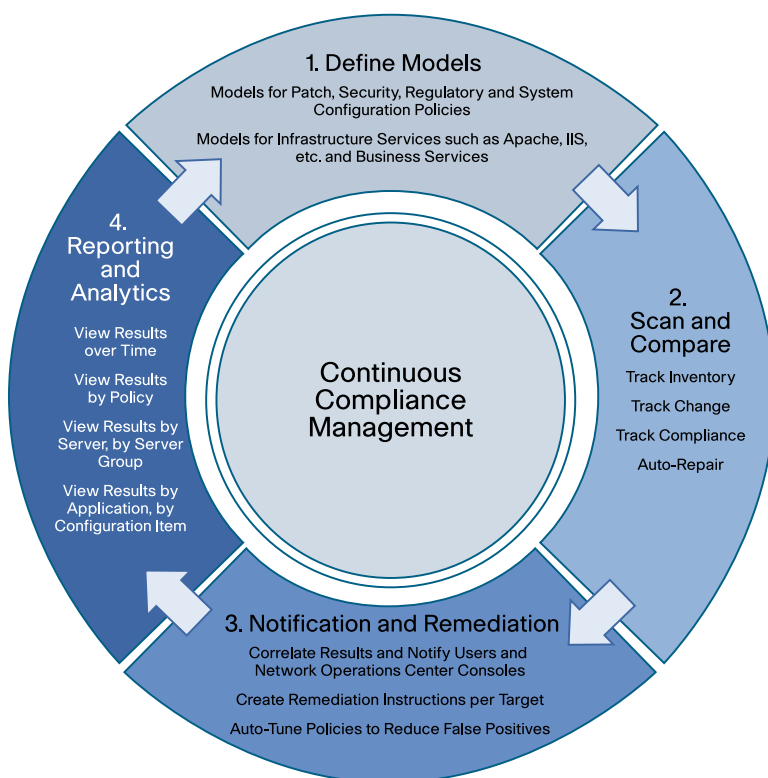 1. Define Models
Models for Patch, Security, Regulatory and System
Configuration Policies
Models for Infrastructure Services such as Apache, IIS,
etc. and Business Services
2.
Scan and
Compare
Track Inventory
Track Change
Track Compliance
Auto-Repair
3. Notification and Remediation
Correlate Results and Notify Users and
Network Operations Center Consoles
Create Remediation Instructions per Target
Auto-Tune Policies to Reduce False Positives
4.
Reporting
and
Analytics
View Results
over Time
View Results
by Policy
View Results by
Server, by Server
Group
View Results by
Application, by
Configuration Item
Continuous
Compliance
Management